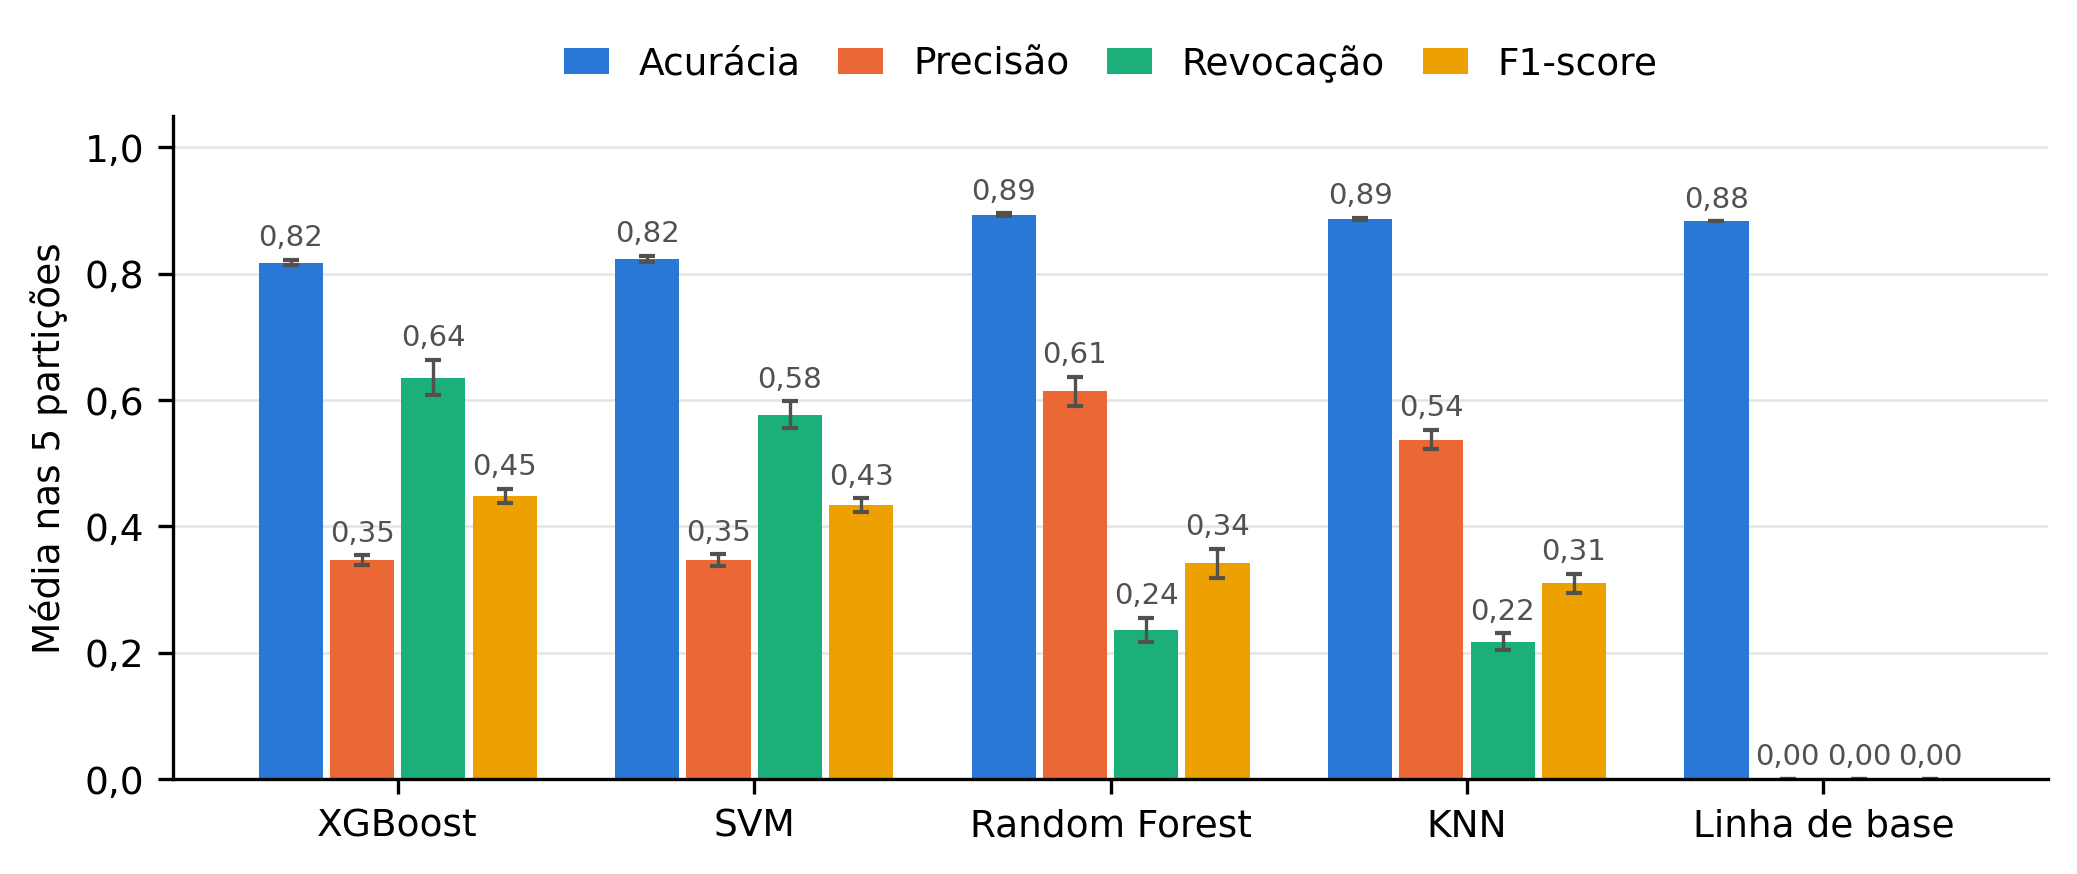 Acurácia Precisão Revocação F1-score
Média nas 5 partições
1,0
0,8
0,6
0,4
0,2
0,0
0,82 0,35 0,64 0,45
0,82 0,35 0,58 0,43
0,89 0,61 0,24 0,34
0,89 0,54 0,22 0,31
0,88 0,00 0,00 0,00
XGBoost SVM Random Forest KNN Linha de base